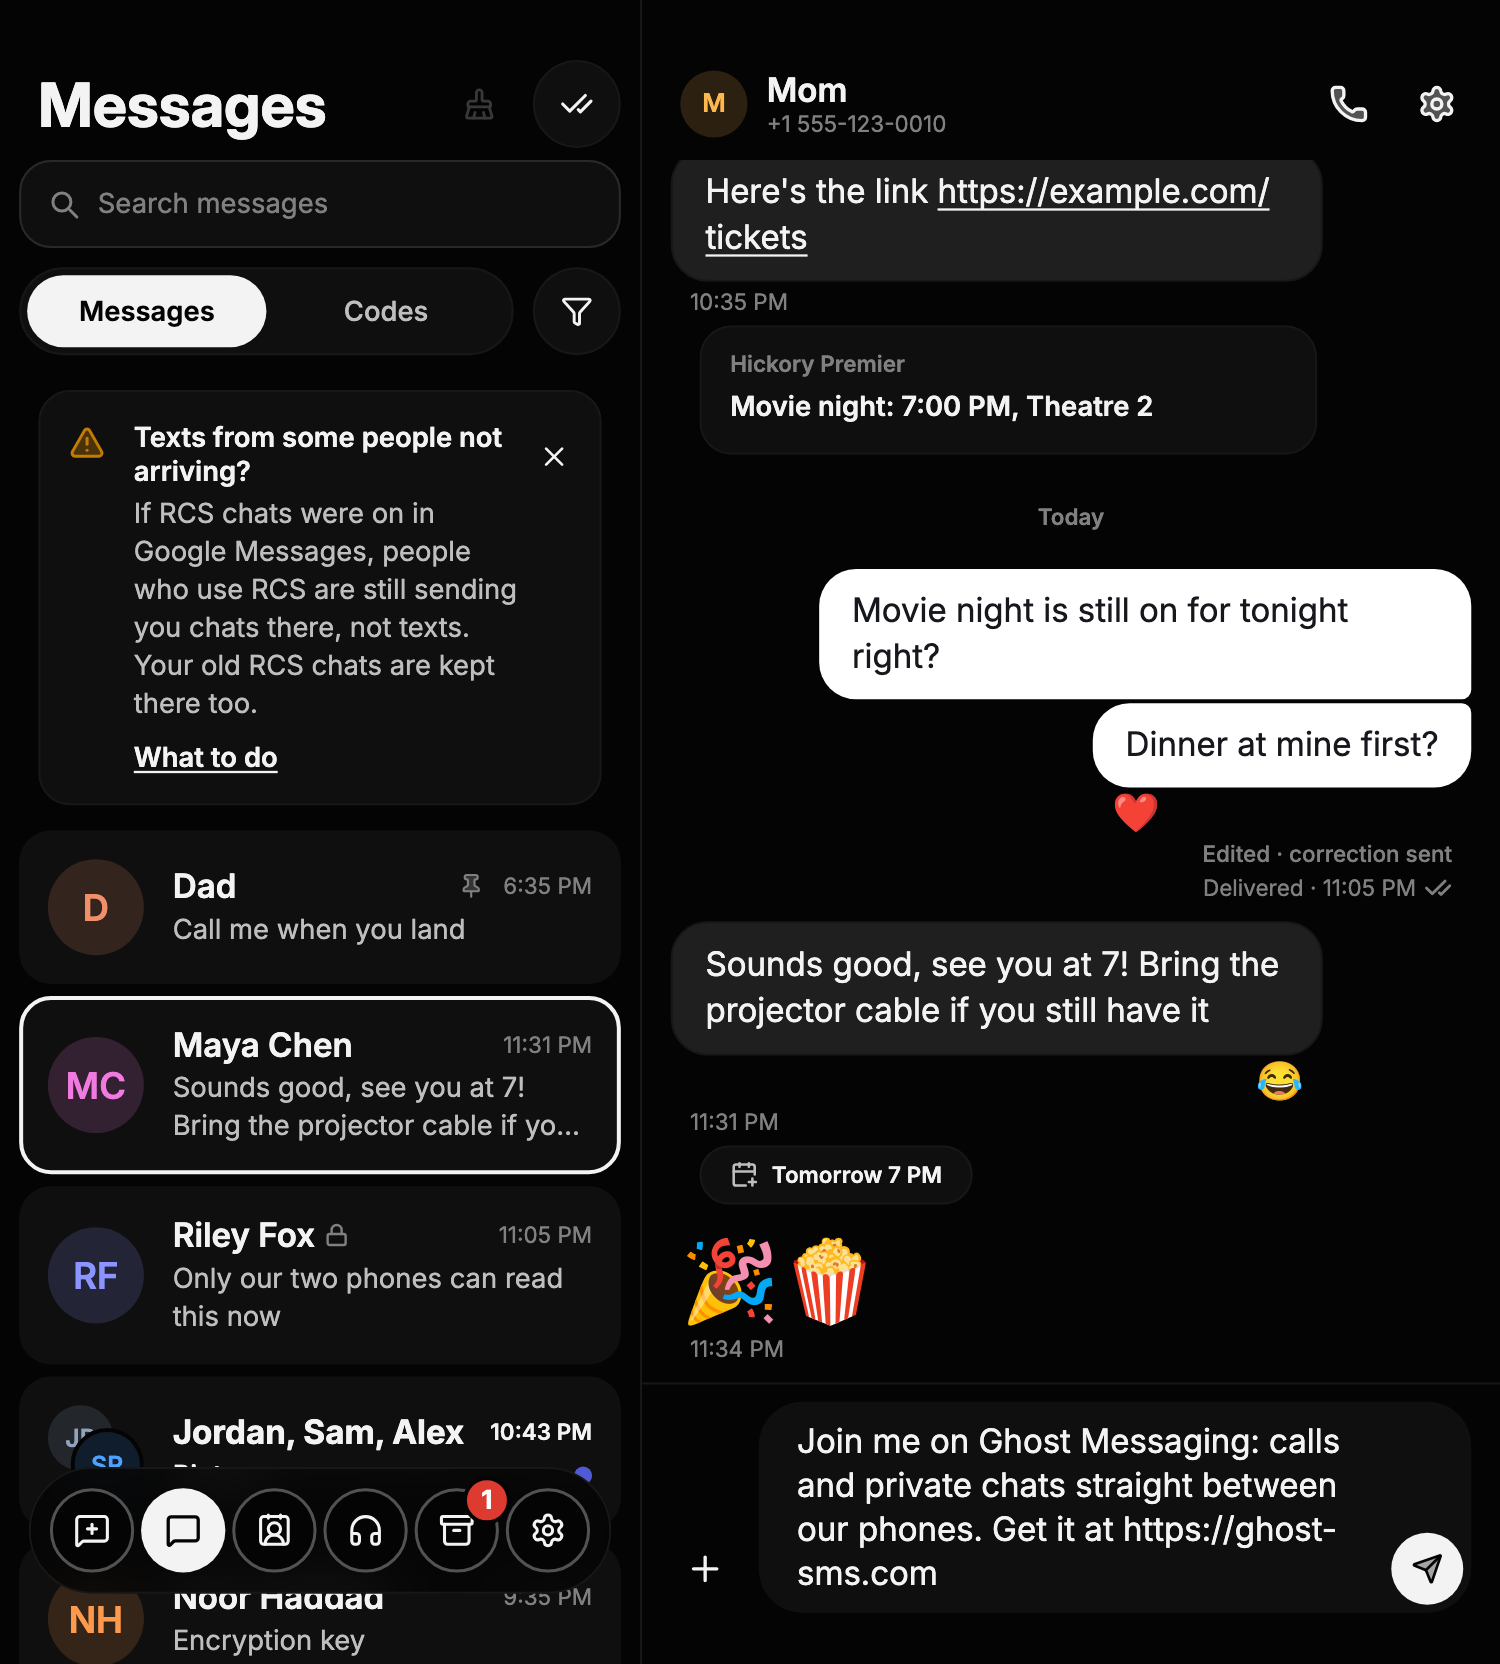 Messages
Search messages
Messages
Codes
Texts from some people not
arriving?
If RCS chats were on in
Google Messages, people
who use RCS are still sending
you chats there, not texts.
Your old RCS chats are kept
there too.
What to do
D
Dad
6:35 PM
Call me when you land
MC
Maya Chen
11:31 PM
Sounds good, see you at 7!
Bring the projector cable if yo...
RF
Riley Fox
11:05 PM
Only our two phones can read
this now
SR
Jordan, Sam, Alex
10:43 PM
1
NH
Noor Haddad
9:35 PM
Encryption key
M
Mom
+1 555-123-0010
Here's the link https://example.com/
tickets
10:35 PM
Hickory Premier
Movie night: 7:00 PM, Theatre 2
Today
Movie night is still on for tonight
right?
Dinner at mine first?
Edited · correction sent
Delivered · 11:05 PM
Sounds good, see you at 7! Bring the
projector cable if you still have it
11:31 PM
Tomorrow 7 PM
11:34 PM
Join me on Ghost Messaging: calls
and private chats straight between
our phones. Get it at https://ghost-
sms.com